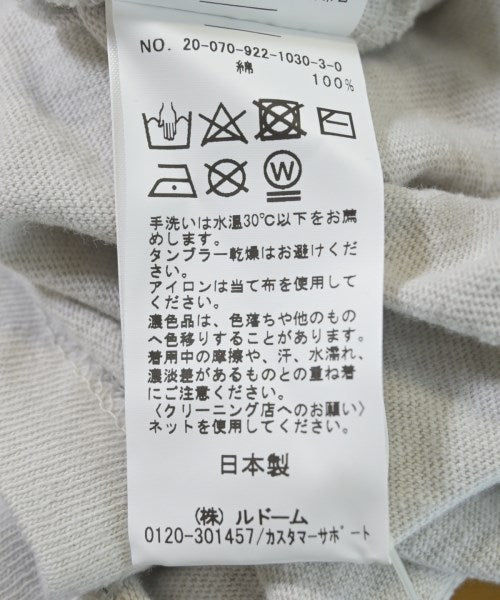 NO. 20-070-922-1030-3-0
綿
100%
W
手洗いは水温30℃以下をお薦
めします。
タンブラー乾燥はお避けくだ
さい。
アイロンは当て布を使用して
ください。
濃色品は、色落ちや他のもの
へ色移りすることがあります。
着用中の摩擦や、汗、水濡れ、
濃淡差があるものとの重ね着
にご注意ください。
〈クリーニング店へのお願い〉
ネットを使用してください。
日本製
(株) ルドーム
0120-301457/カスタマーサポート